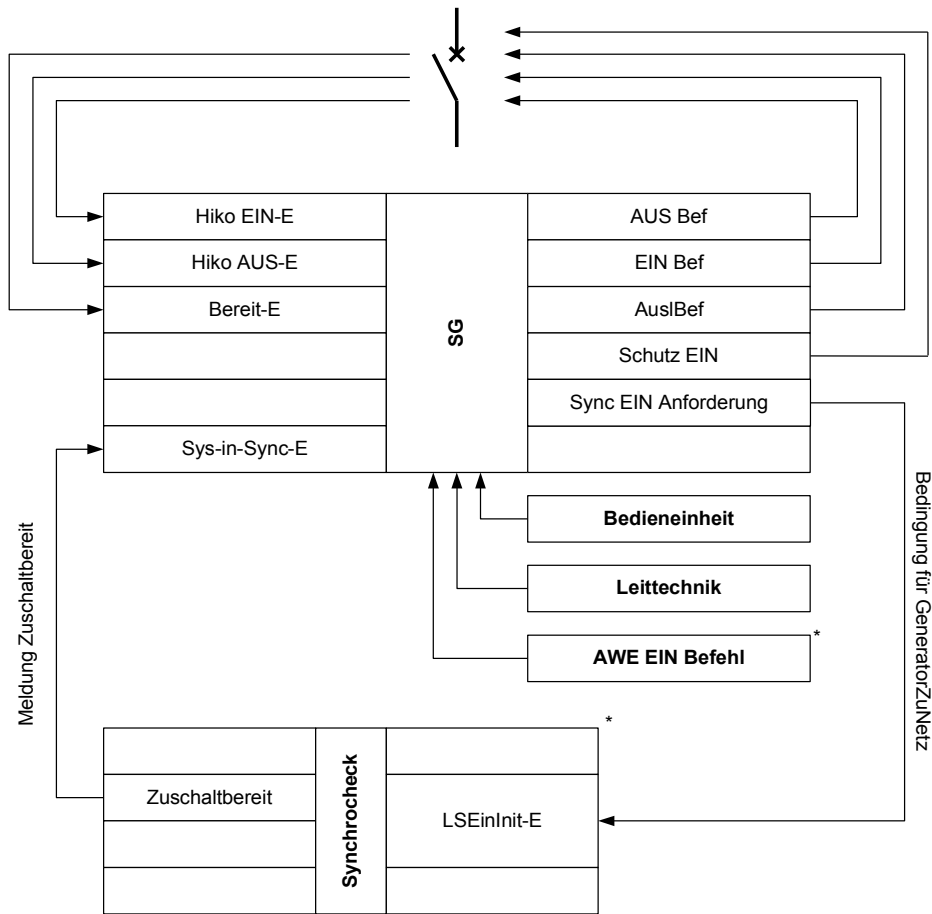 Hiko EIN-E
AUS Bef
Hiko AUS-E
EIN Bef
Bereit-E
AuslBef
SG
Schutz EIN
Sync EIN Anforderung
Sys-in-Sync-E
Bedieneinheit
Leittechnik
AWE EIN Befehl
*
Meldung Zuschaltbereit
Bedingung für GeneratorZuNetz
*
Zuschaltbereit
Synchrocheck
LSEinInit-E